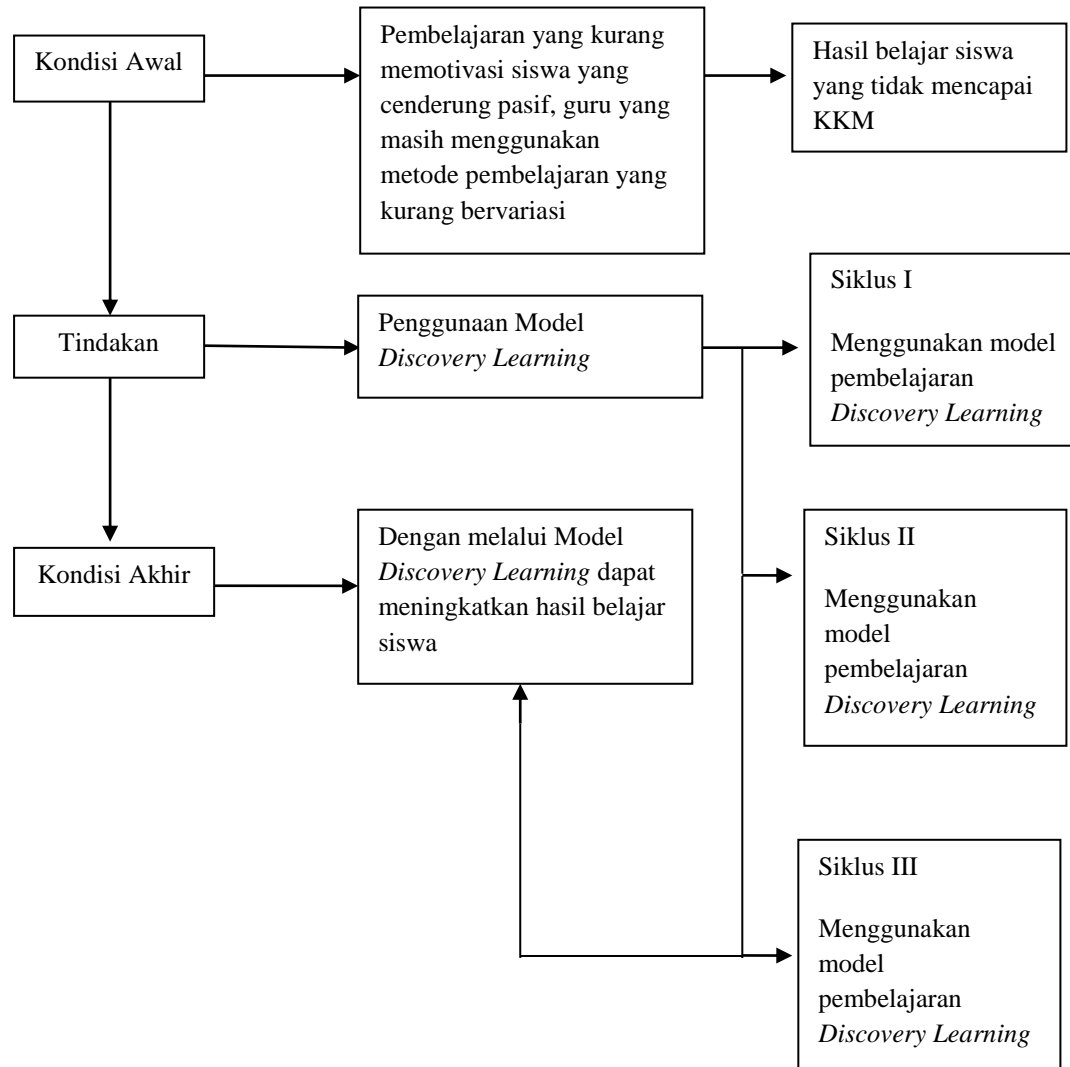 Kondisi Awal
Pembelajaran yang kurang
memotivasi siswa yang
cenderung pasif, guru yang
masih menggunakan
metode pembelajaran yang
kurang bervariasi
Hasil belajar siswa
yang tidak mencapai
KKM
Tindakan
Penggunaan Model
Discovery Learning
Siklus I
Menggunakan model
pembelajaran
Discovery Learning
Kondisi Akhir
Dengan melalui Model
Discovery Learning dapat
meningkatkan hasil belajar
siswa
Siklus II
Menggunakan
model
pembelajaran
Discovery Learning
Siklus III
Menggunakan
model
pembelajaran
Discovery Learning